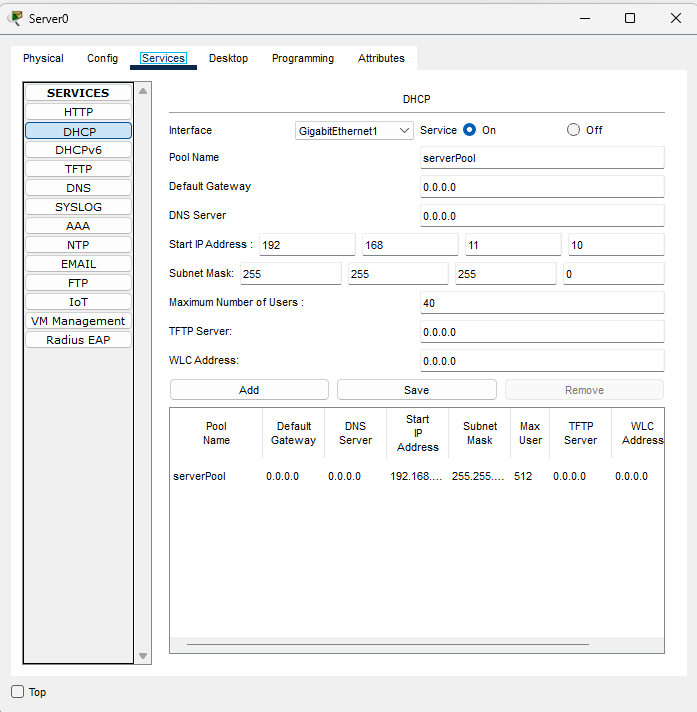 Server0
Physical Config Services Desktop Programming Attributes
SERVICES
HTTP
DHCP
DHCPv6
TFTP
DNS
SYSLOG
AAA
NTP
EMAIL
FTP
IoT
VM Management
Radius EAP
DHCP
Interface GigabitEthernet1 Service On Off
Pool Name serverPool
Default Gateway 0.0.0.0
DNS Server 0.0.0.0
Start IP Address : 192 168 11 10
Subnet Mask: 255 255 255 0
Maximum Number of Users : 40
TFTP Server: 0.0.0.0
WLC Address: 0.0.0.0
Add Save Remove
Pool Name Default Gateway DNS Server Start IP Address Subnet Mask Max User TFTP Server WLC Address
serverPool 0.0.0.0 0.0.0.0 192.168.... 255.255.... 512 0.0.0.0 0.0.0.0
Top